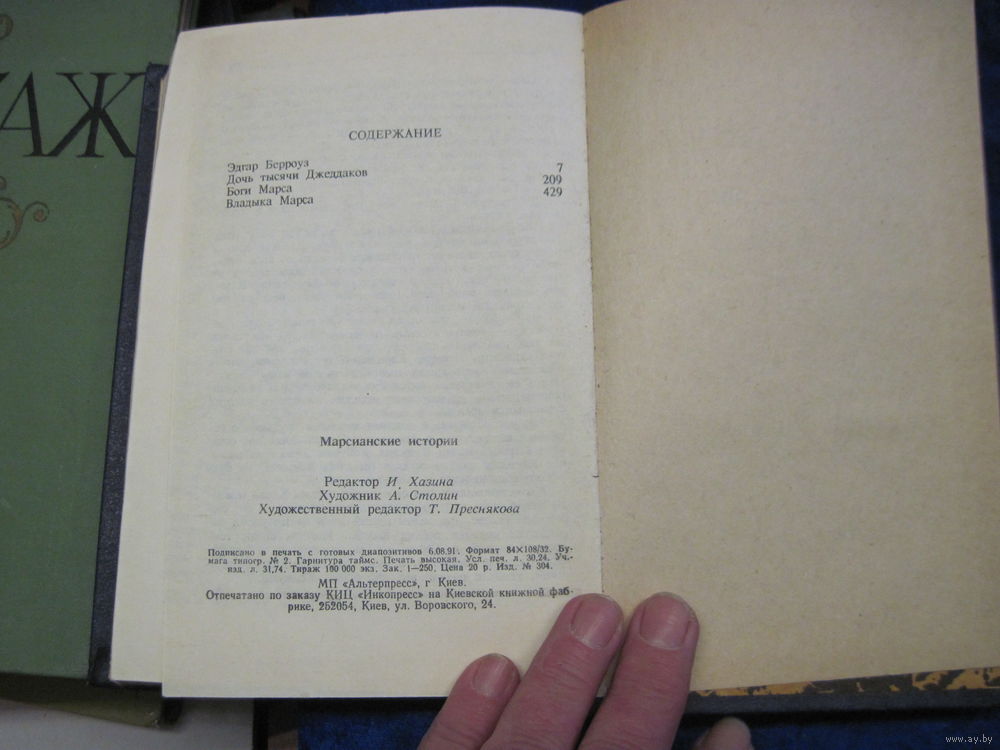 АЖ
СОДЕРЖАНИЕ
Эдгар Берроуз
Дочь тысячи Джеддаков 7
Боги Марса 209
Владыка Марса 429
Марсианские истории
Редактор И. Хазина
Художник А. Столин
Художественный редактор Т. Преснякова
Подписано в печать с готовых диапозитивов 6.08.91. Формат 84×108/32. Бу-
мага типогр. № 2. Гарнитура таймс. Печать высокая. Усл. печ. л. 30,24. Уч.-
изд. л. 31,74. Тираж 100 000 экз. Зак. 1—250. Цена 20 р. Изд. № 304.
МП «Альтерпресс», г Киев.
Отпечатано по заказу КИЦ «Инкопресс» на Киевской книжной фаб-
рике, 252054, Киев, ул. Воровского, 24.
www.ay.by